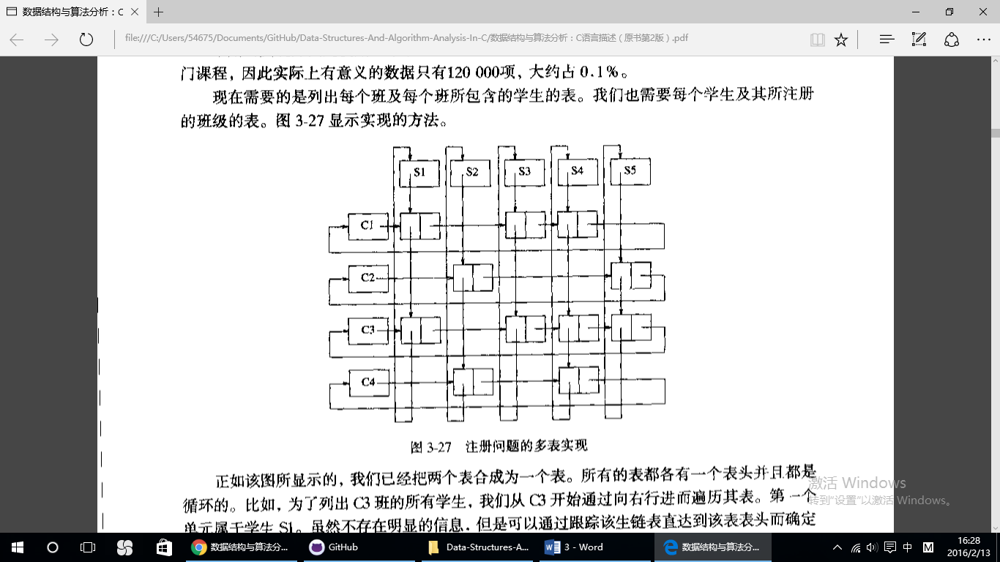 数据结构与算法分析：C
file:///C:/Users/54675/Documents/GitHub/Data-Structures-And-Algorithm-Analysis-In-C/数据结构与算法分析：C语言描述（原书第2版）.pdf
门课程，因此实际上有意义的数据只有120 000项，大约占 0.1%。
现在需要的是列出每个班及每个班所包含的学生的表。我们也需要每个学生及其所注册
的班级的表。图 3-27 显示实现的方法。
S1 S2 S3 S4 S5
C1
C2
C3
C4
图 3-27 注册问题的多表实现
正如该图所显示的，我们已经把两个表合成为一个表。所有的表都各有一个表头并且都是
循环的。比如，为了列出 C3 班的所有学生，我们从 C3 开始通过向右行进而遍历其表。第一个
单元属于学生 S1。虽然不存在明显的信息，但是可以通过跟踪该生链表直达到该表表头而确定
激活 Windows
转到"设置"以激活 Windows。
数据结构与算法分...
GitHub
Data-Structures-A...
3 - Word
数据结构与算法分...
中
M
16:28
2016/2/13